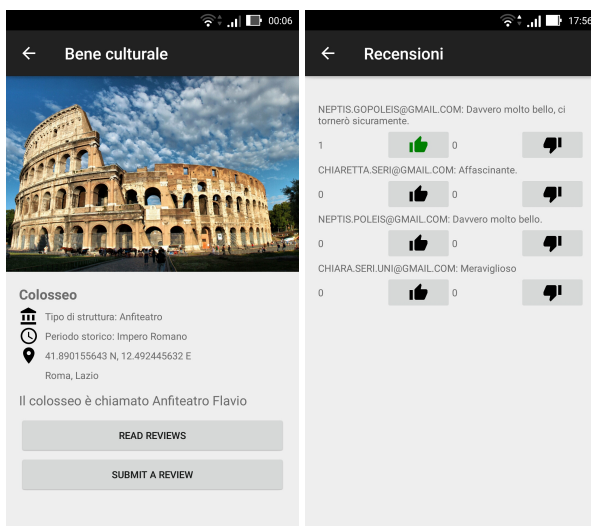 00:06
Bene culturale
Colosseo
Tipo di struttura: Anfiteatro
Periodo storico: Impero Romano
41.890155643 N, 12.492445632 E
Roma, Lazio
Il colosseo è chiamato Anfiteatro Flavio
READ REVIEWS
SUBMIT A REVIEW
17:56
Recensioni
NEPTIS.GOPOLEIS@GMAIL.COM: Davvero molto bello, ci
tornerò sicuramente.
1 0
CHIARETTA.SERI@GMAIL.COM: Affascinante.
0 0
NEPTIS.POLEIS@GMAIL.COM: Davvero molto bello.
0 0
CHIARA.SERI.UNI@GMAIL.COM: Meraviglioso
0 0